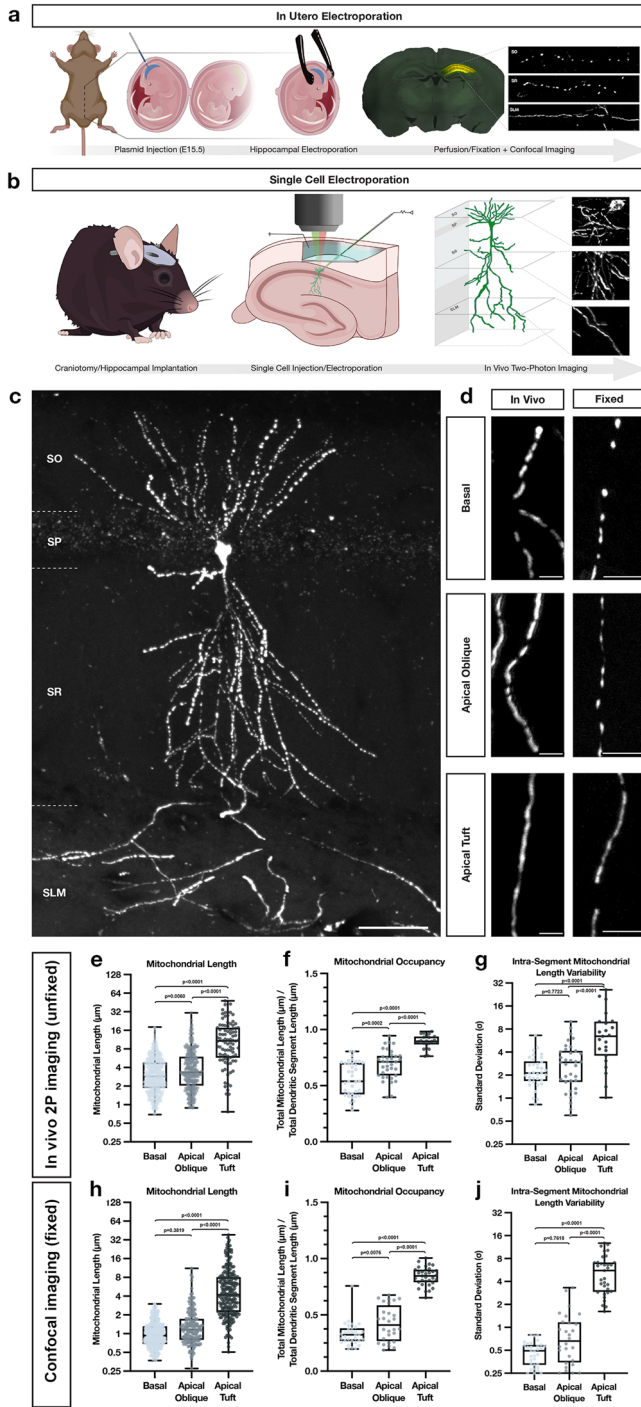 a
In Utero Electroporation
SO
SR
SLM
Plasmid Injection (E15.5)
Hippocampal Electroporation
Perfusion/Fixation + Confocal Imaging
b
Single Cell Electroporation
SO
SP
SR
SLM
Craniotomy/Hippocampal Implantation
Single Cell Injection/Electroporation
In Vivo Two-Photon Imaging
c
SO
SP
SR
SLM
d
In Vivo
Fixed
Basal
Apical Oblique
Apical Tuft
In vivo 2P imaging (unfixed)
e
Mitochondrial Length
Mitochondrial Length (µm)
128
64
32
16
8
4
2
1
0.5
0.25
p<0.0001
p=0.0060
p<0.0001
Basal
Apical Oblique
Apical Tuft
f
Mitochondrial Occupancy
Total Mitochondrial Length (µm) /
Total Dendritic Segment Length (µm)
1.5
1.0
0.5
0.0
p<0.0001
p=0.0002
p<0.0001
Basal
Apical Oblique
Apical Tuft
g
Intra-Segment Mitochondrial
Length Variability
Standard Deviation (σ)
32
16
8
4
2
1
0.5
0.25
p<0.0001
p=0.7723
p<0.0001
Basal
Apical Oblique
Apical Tuft
Confocal imaging (fixed)
h
Mitochondrial Length
Mitochondrial Length (µm)
128
64
32
16
8
4
2
1
0.5
0.25
p<0.0001
p=0.3819
p<0.0001
Basal
Apical Oblique
Apical Tuft
i
Mitochondrial Occupancy
Total Mitochondrial Length (µm) /
Total Dendritic Segment Length (µm)
1.5
1.0
0.5
0.0
p<0.0001
p=0.0076
p<0.0001
Basal
Apical Oblique
Apical Tuft
j
Intra-Segment Mitochondrial
Length Variability
Standard Deviation (σ)
32
16
8
4
2
1
0.5
0.25
p<0.0001
p=0.7618
p<0.0001
Basal
Apical Oblique
Apical Tuft